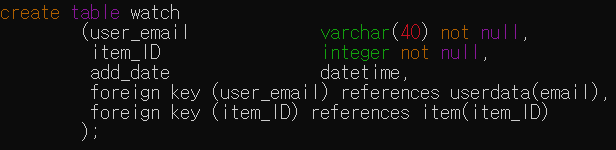 create table watch
(user_email varchar(40) not null,
item_ID integer not null,
add_date datetime,
foreign key (user_email) references userdata(email),
foreign key (item_ID) references item(item_ID)
);